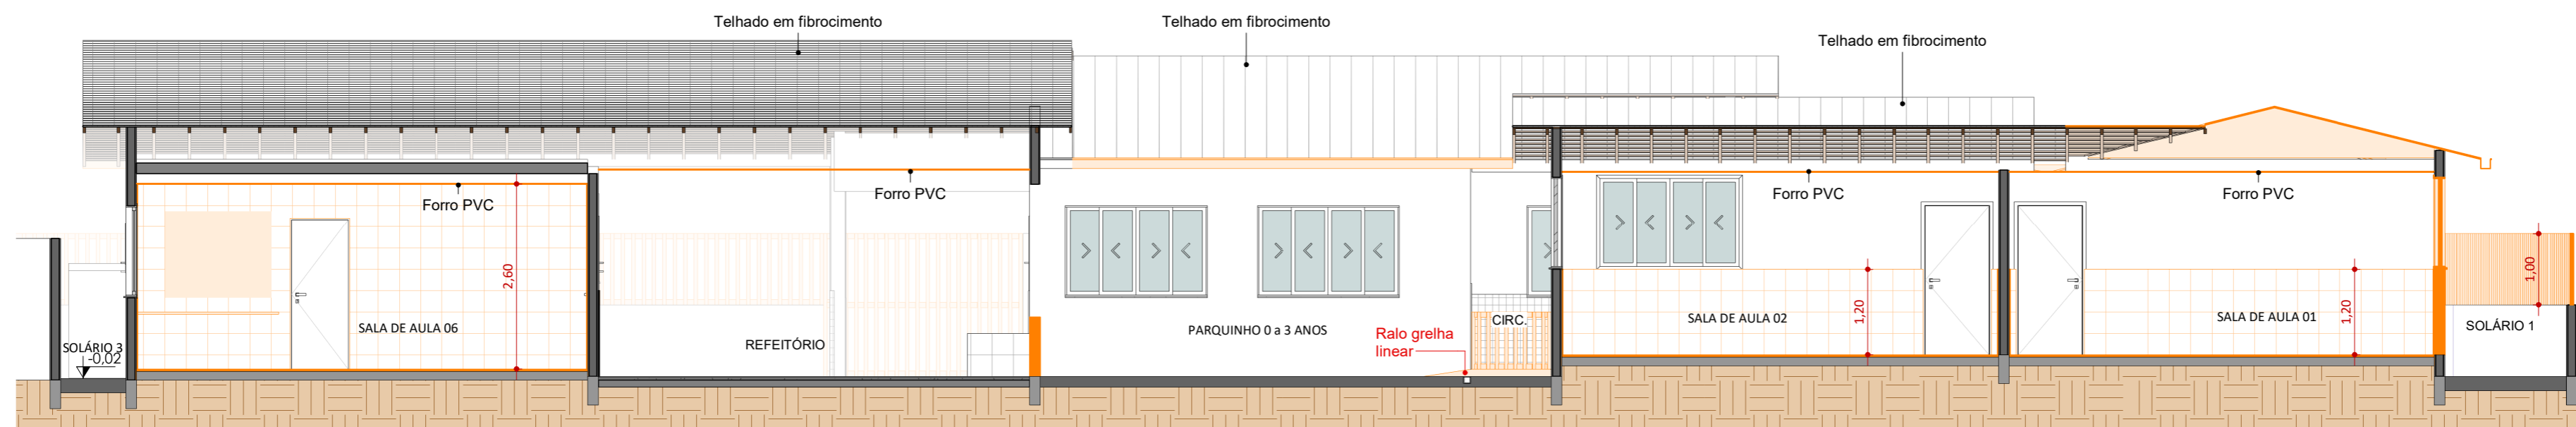 Telhado em fibrocimento
Telhado em fibrocimento
Telhado em fibrocimento
Forro PVC
Forro PVC
Forro PVC
Forro PVC
2,60
1,20
1,20
1,00
SOLÁRIO 3
-0,02
SALA DE AULA 06
REFEITÓRIO
PARQUINHO 0 a 3 ANOS
Ralo grelha
linear
CIRC.
SALA DE AULA 02
SALA DE AULA 01
SOLÁRIO 1